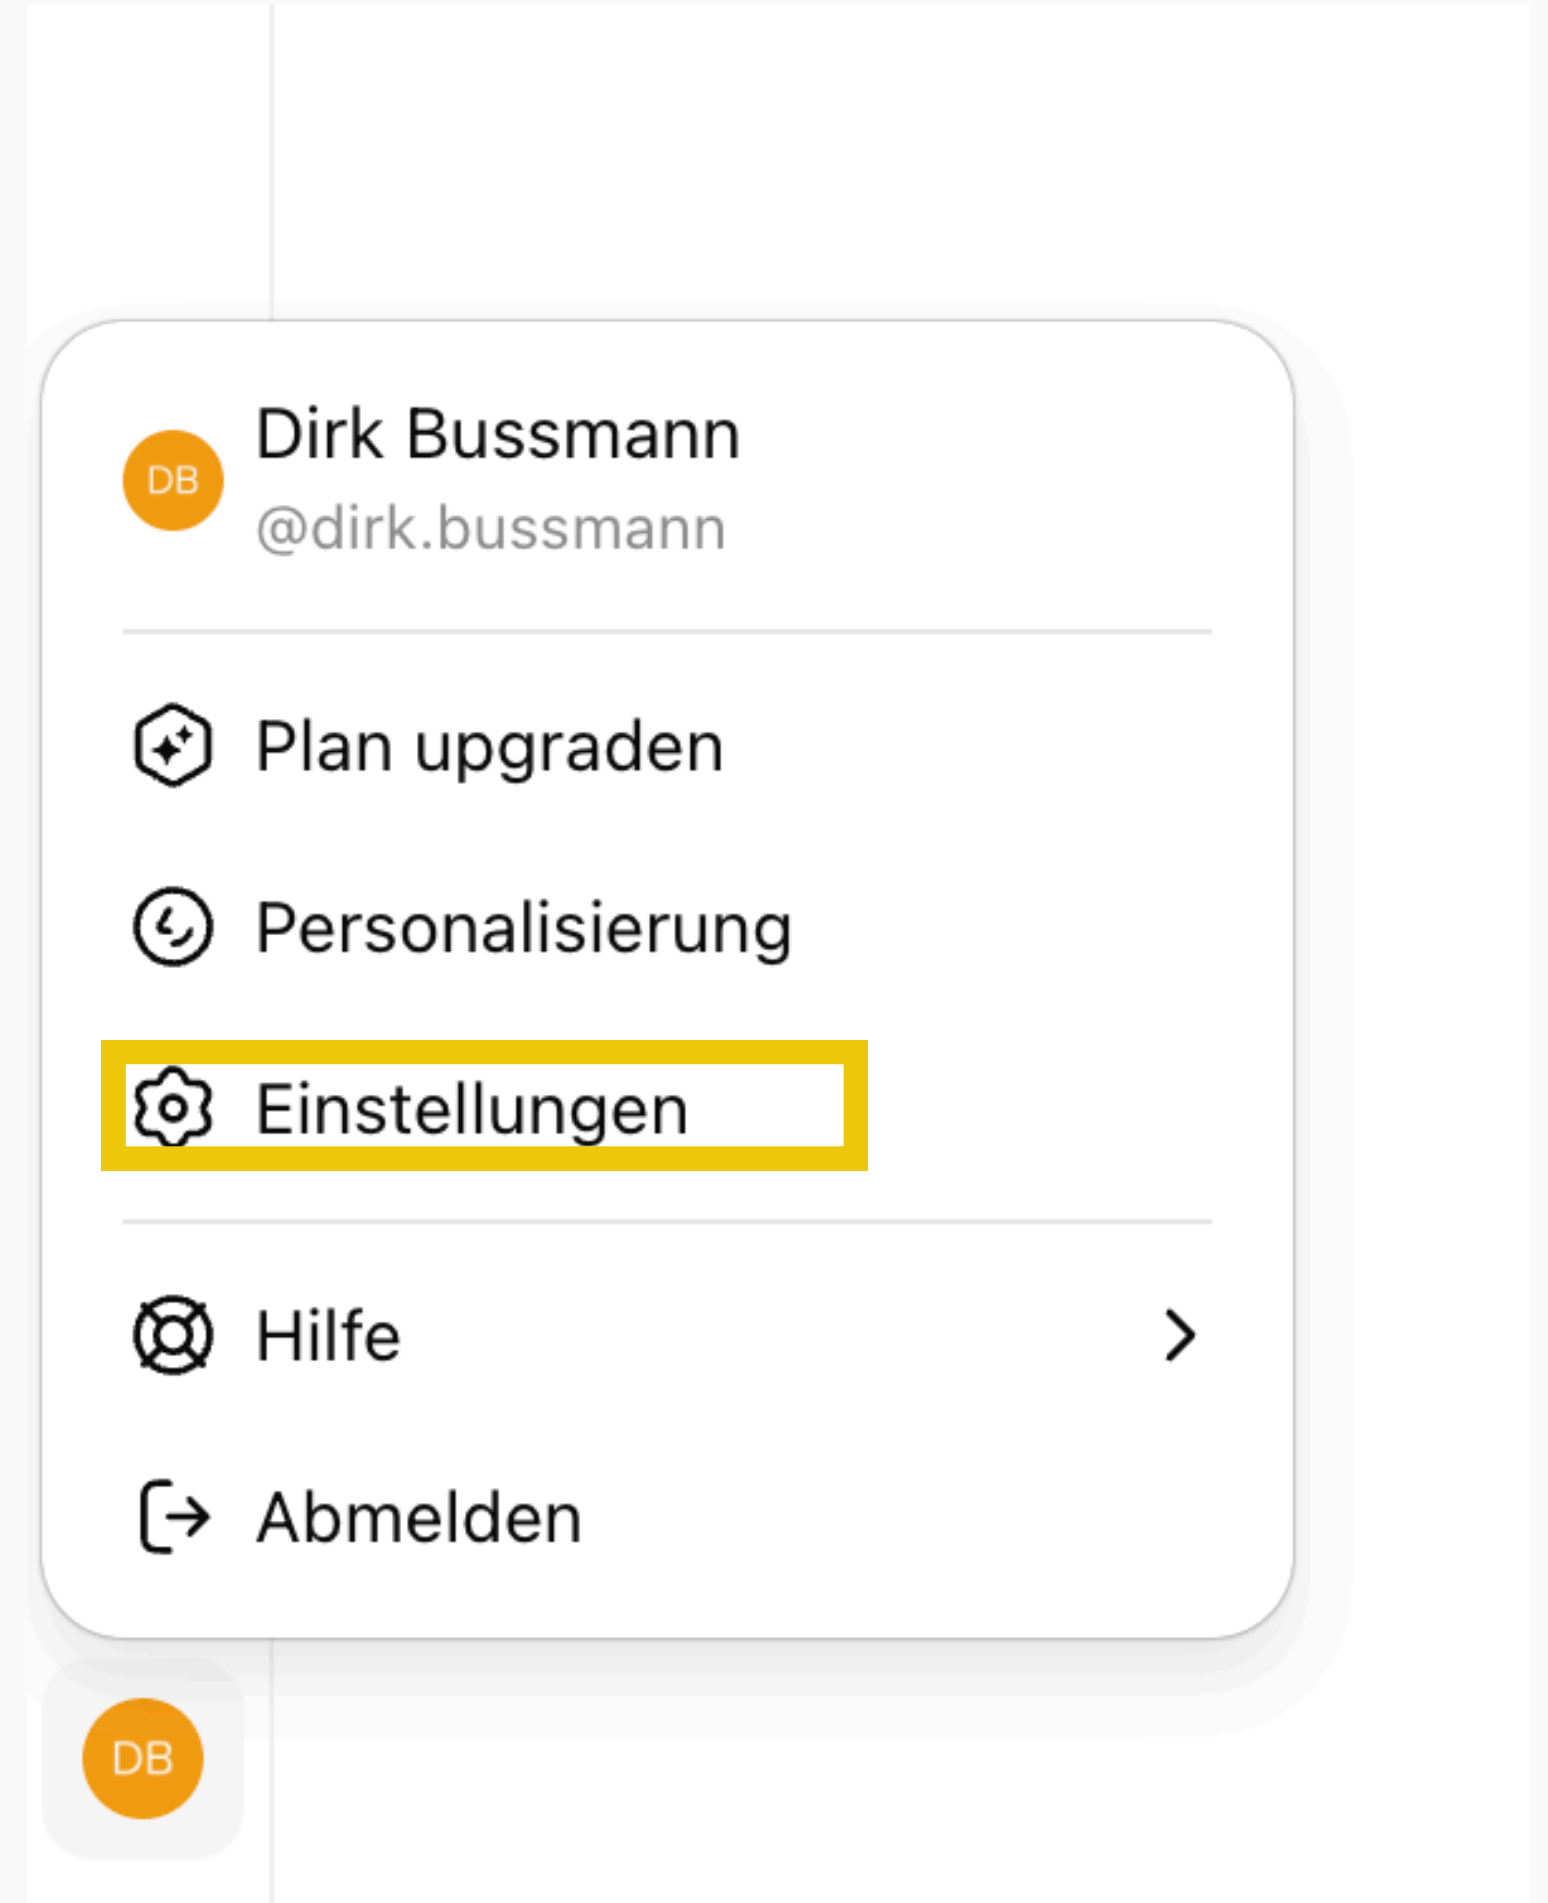 DB
Dirk Bussmann
@dirk.bussmann
Plan upgraden
Personalisierung
Einstellungen
Hilfe
Abmelden
DB